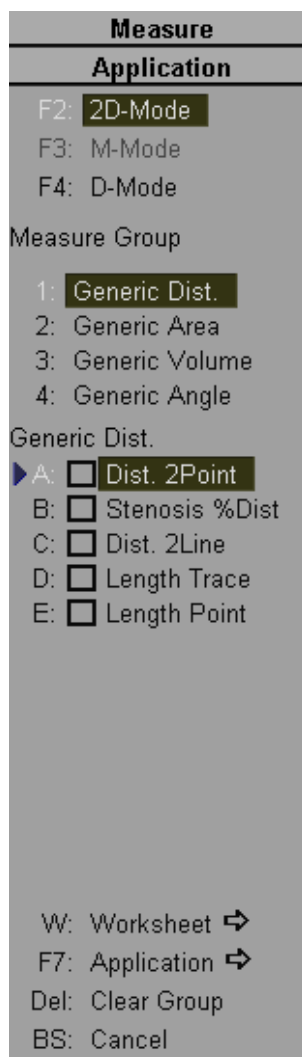 Measure
Application
F2: 2D-Mode
F3: M-Mode
F4: D-Mode
Measure Group
1: Generic Dist.
2: Generic Area
3: Generic Volume
4: Generic Angle
Generic Dist.
A: Dist. 2Point
B: Stenosis %Dist
C: Dist. 2Line
D: Length Trace
E: Length Point
W: Worksheet
F7: Application
Del: Clear Group
BS: Cancel